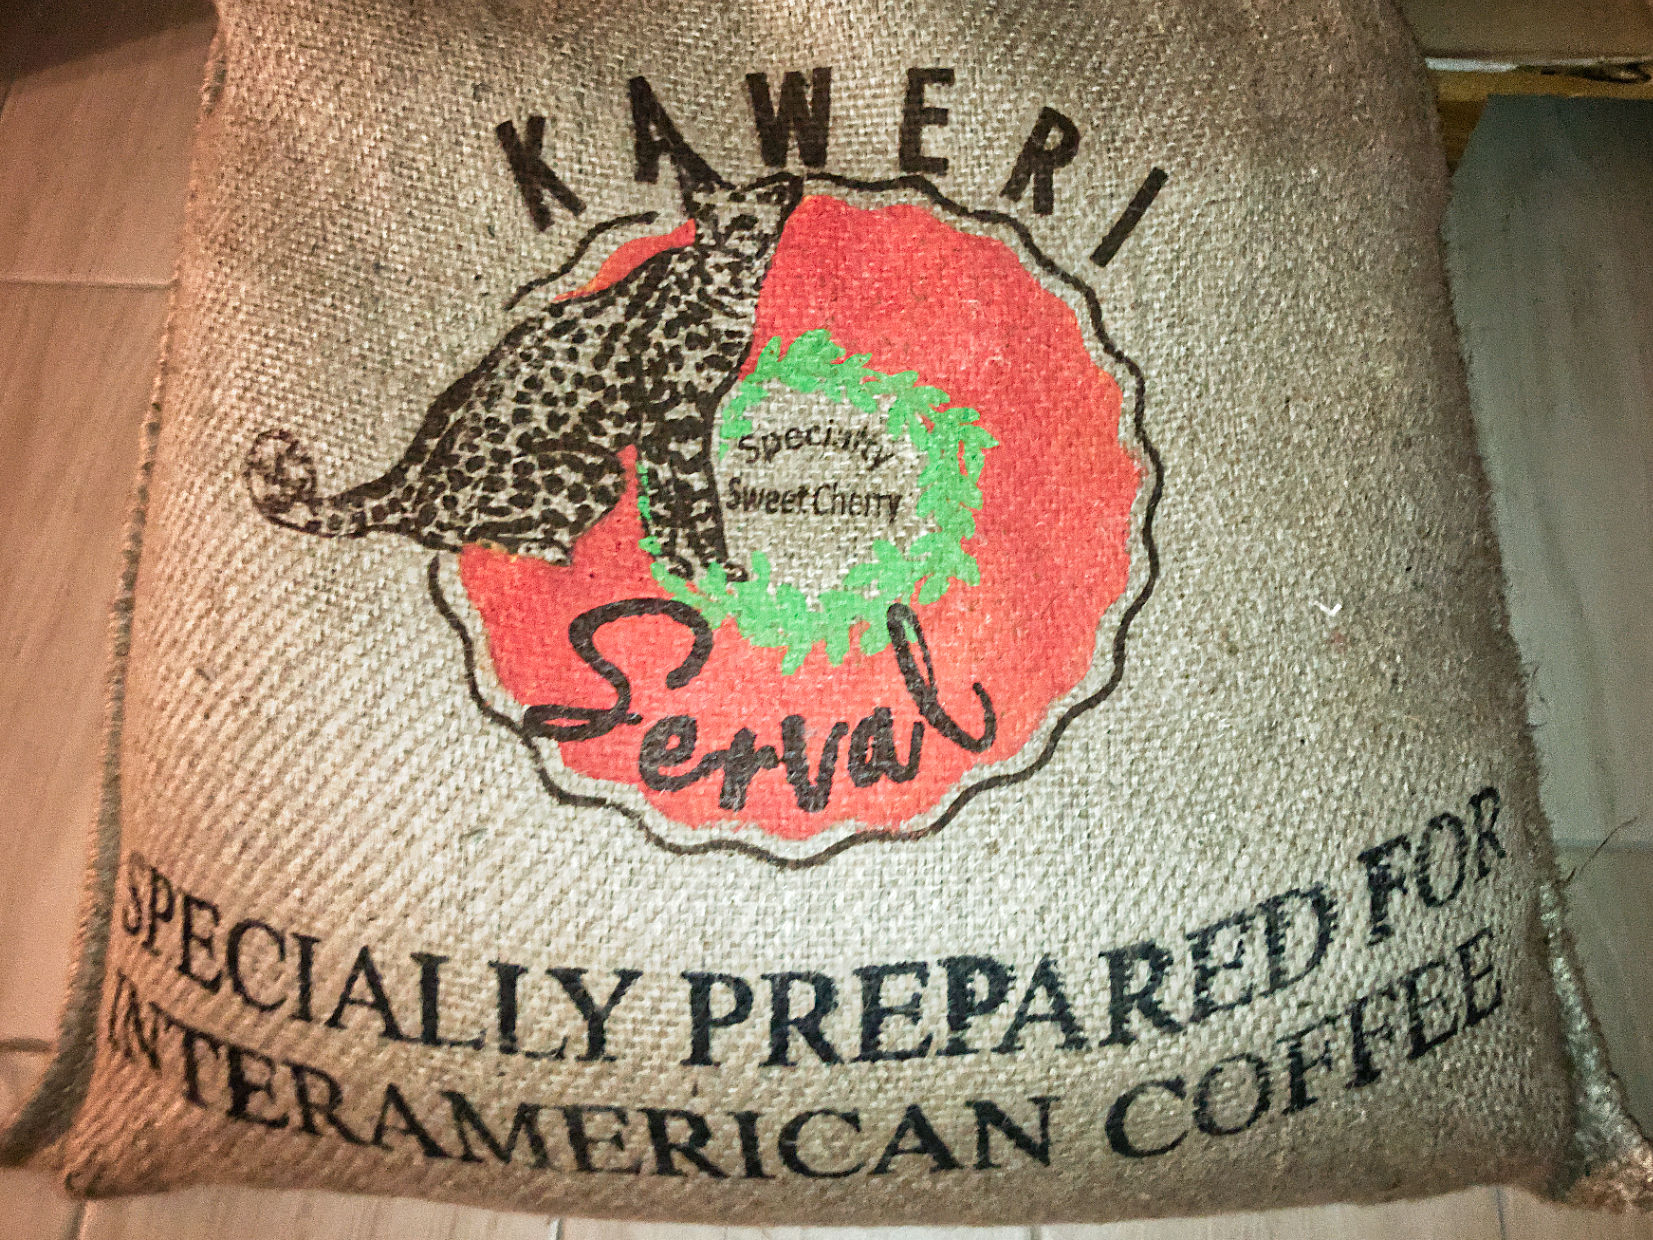 KAWERI
Specialty
Sweet Cherry
Serval
SPECIALLY PREPARED FOR
INTERAMERICAN COFFEE